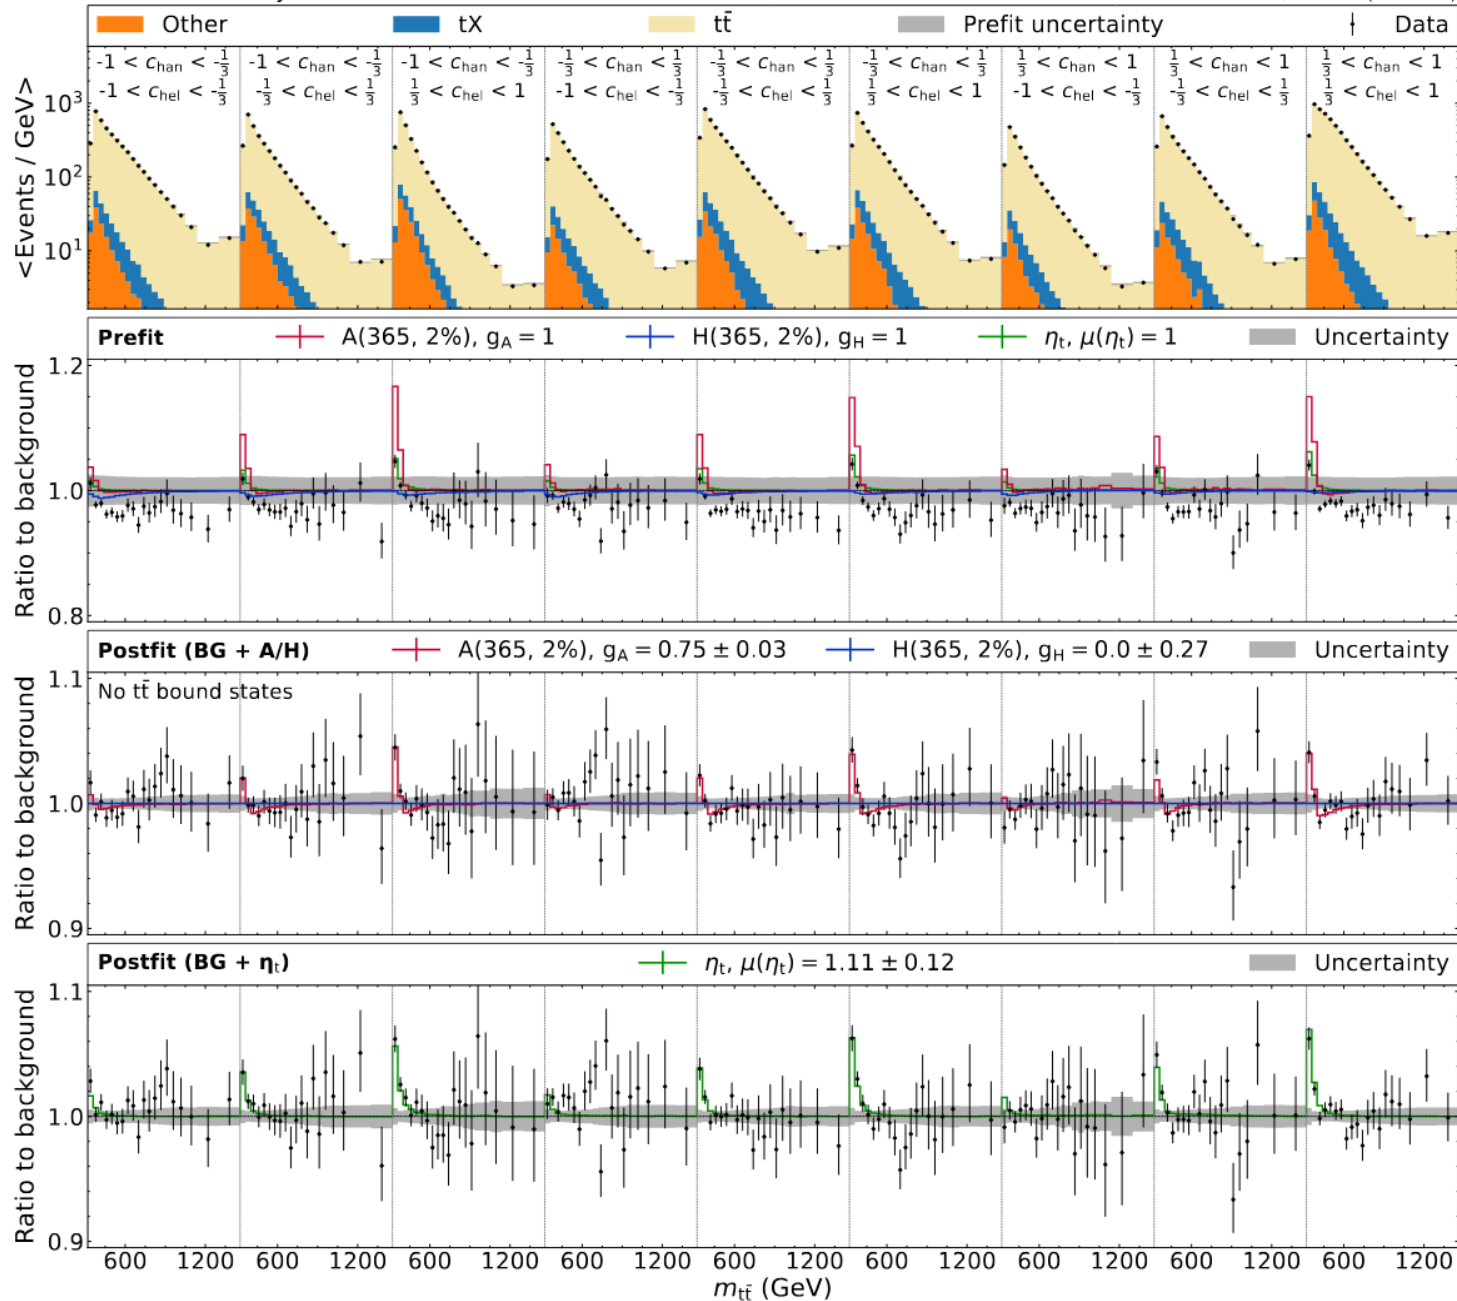 Other tX tt̄ Prefit uncertainty Data
-1 < c_han < -1/3 -1 < c_han < -1/3 -1 < c_han < -1/3 -1/3 < c_han < 1/3 -1/3 < c_han < 1/3 -1/3 < c_han < 1/3 1/3 < c_han < 1 1/3 < c_han < 1 1/3 < c_han < 1
-1 < c_hel < -1/3 -1/3 < c_hel < 1/3 1/3 < c_hel < 1 -1 < c_hel < -1/3 -1/3 < c_hel < 1/3 1/3 < c_hel < 1 -1 < c_hel < -1/3 -1/3 < c_hel < 1/3 1/3 < c_hel < 1
<Events / GeV>
10³
10²
10¹
Prefit A(365, 2%), g_A = 1 H(365, 2%), g_H = 1 η_t, μ(η_t) = 1 Uncertainty
Ratio to background
1.2
1.0
0.8
Postfit (BG + A/H) A(365, 2%), g_A = 0.75 ± 0.03 H(365, 2%), g_H = 0.0 ± 0.27 Uncertainty
No tt̄ bound states
Ratio to background
1.1
1.0
0.9
Postfit (BG + η_t) η_t, μ(η_t) = 1.11 ± 0.12 Uncertainty
Ratio to background
1.1
1.0
0.9
600 1200 600 1200 600 1200 600 1200 600 1200 600 1200 600 1200 600 1200 600 1200
m_tt̄ (GeV)